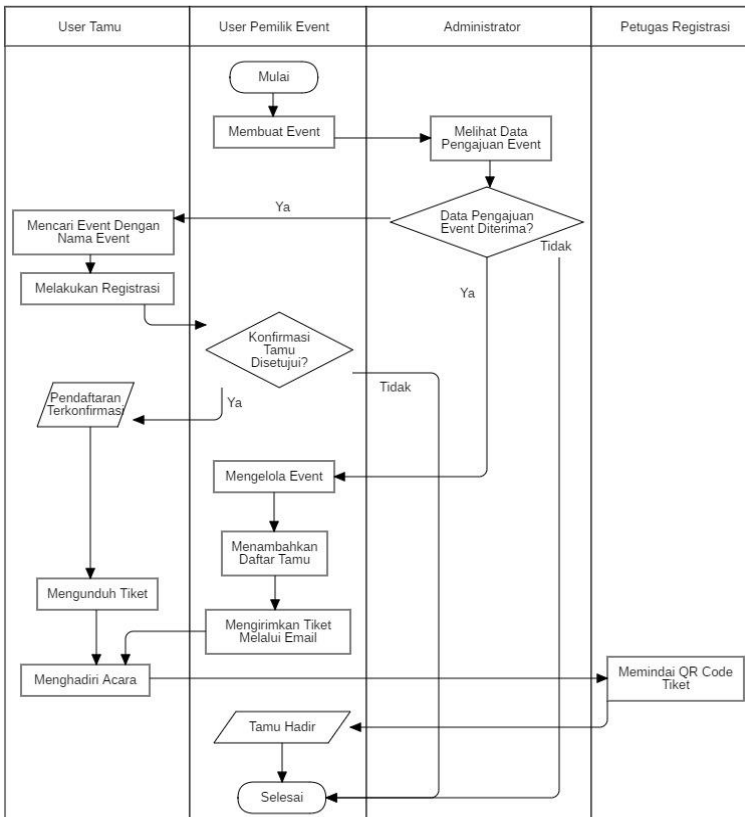 User Tamu
User Pemilik Event
Administrator
Petugas Registrasi
Mulai
Membuat Event
Melihat Data
Pengajuan Event
Ya
Data Pengajuan
Event Diterima?
Tidak
Mencari Event Dengan
Nama Event
Melakukan Registrasi
Ya
Konfirmasi
Tamu
Disetujui?
Tidak
Ya
Pendaftaran
Terkonfirmasi
Mengelola Event
Menambahkan
Daftar Tamu
Mengunduh Tiket
Mengirimkan Tiket
Melalui Email
Menghadiri Acara
Memindai QR Code
Tiket
Tamu Hadir
Selesai